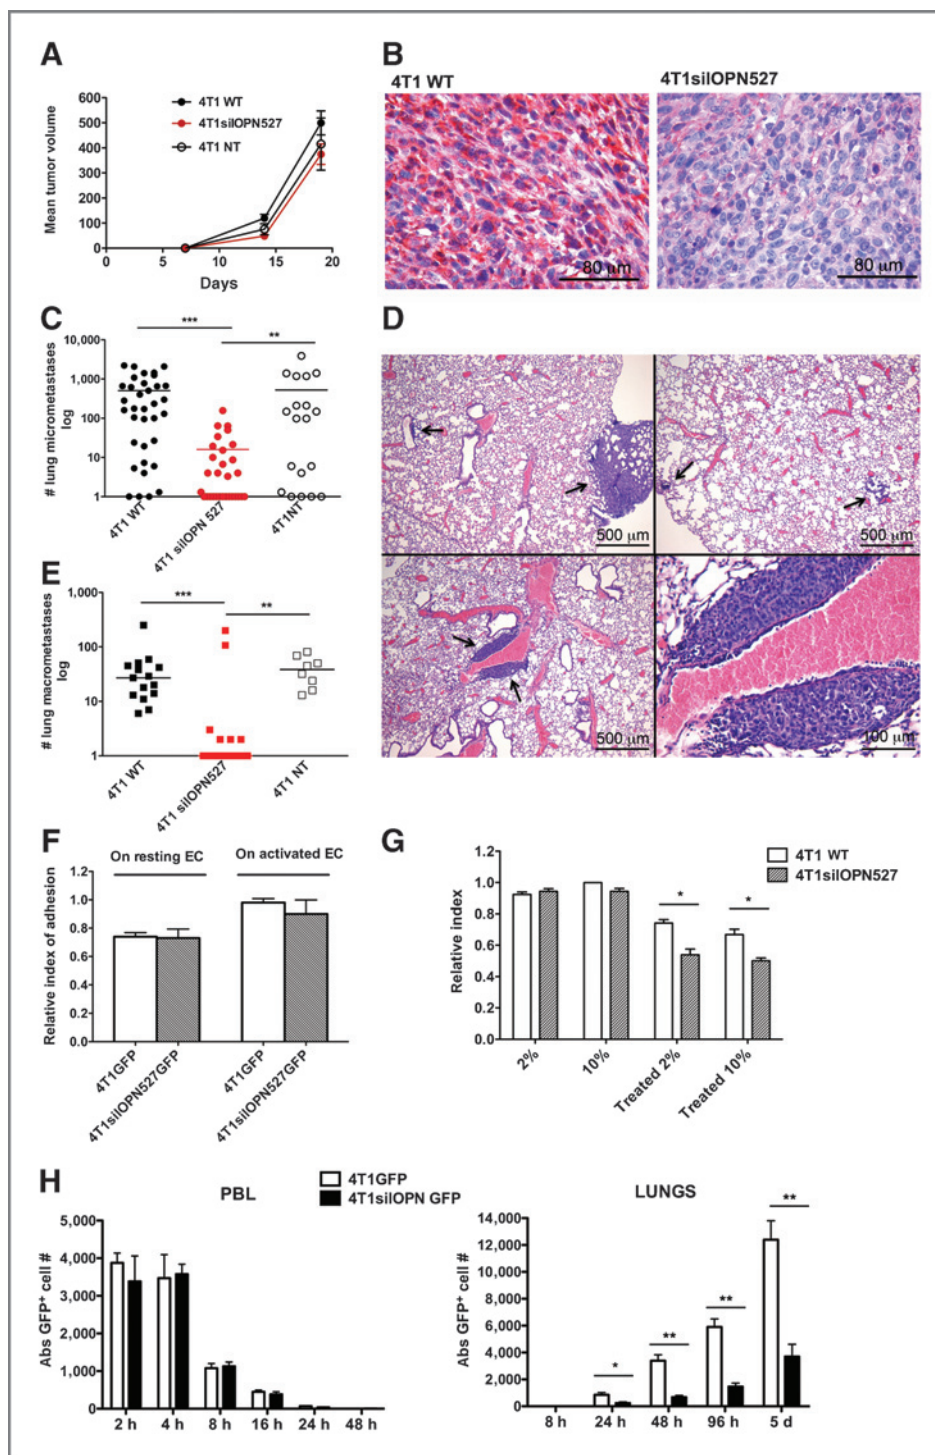 A
4T1 WT
4T1silOPN527
4T1 NT
Mean tumor volume
600
500
400
300
200
100
0
0 5 10 15 20
Days
B
4T1 WT
4T1silOPN527
80 μm
80 μm
C
***
**
# lung micrometastases
log
10,000
1,000
100
10
1
4T1 WT
4T1 silOPN 527
4T1NT
D
500 μm
500 μm
500 μm
100 μm
E
***
**
# lung macrometastases
log
1,000
100
10
1
4T1 WT
4T1 silOPN527
4T1 NT
F
On resting EC
On activated EC
Relative index of adhesion
1.2
1.0
0.8
0.6
0.4
0.2
0.0
4T1GFP
4T1silOPN527GFP
4T1GFP
4T1silOPN527GFP
G
4T1 WT
4T1silOPN527
Relative index
1.2
1.0
0.8
0.6
0.4
0.2
0
*
*
2%
10%
Treated 2%
Treated 10%
H
PBL
4T1GFP
4T1silOPN GFP
Abs GFP+ cell #
5,000
4,000
3,000
2,000
1,000
0
2 h 4 h 8 h 16 h 24 h 48 h
LUNGS
Abs GFP+ cell #
14,000
12,000
10,000
8,000
6,000
4,000
2,000
0
*
**
**
**
8 h 24 h 48 h 96 h 5 d